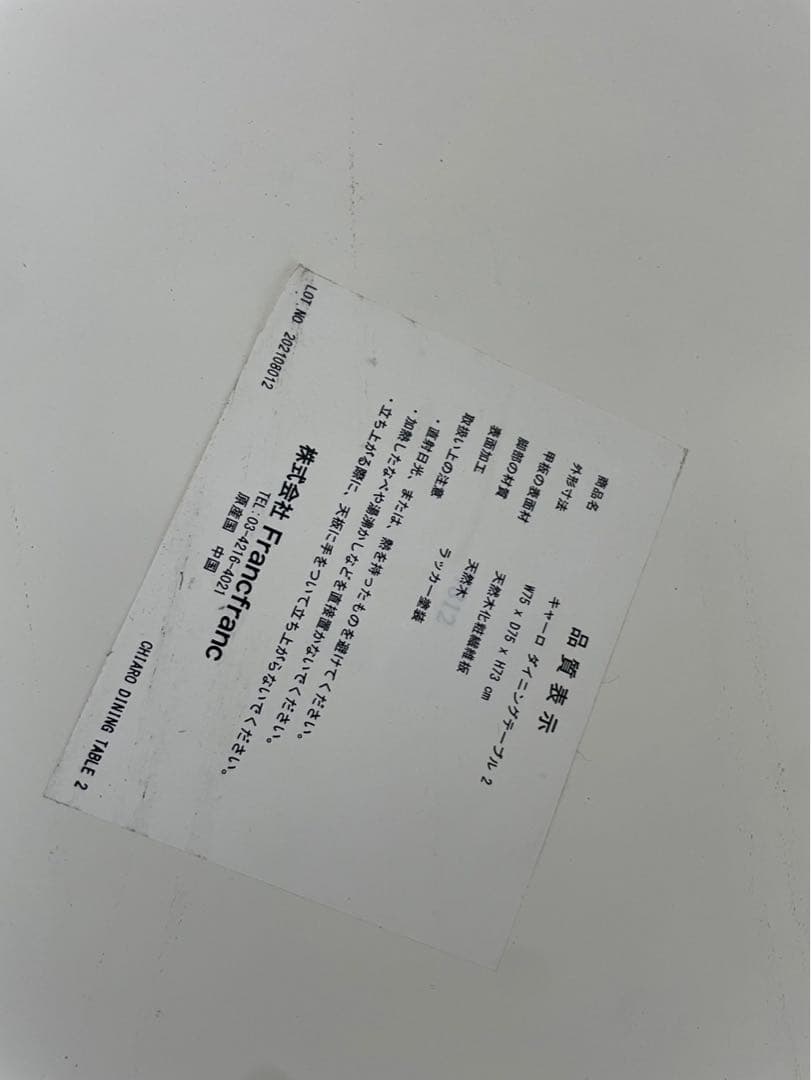 品質表示
商品名 キャーロ ダイニングテーブル 2
外形寸法 W75 x D75 x H73 cm
甲板の表面材 天然木化粧繊維板
脚部の材質 天然木
表面加工 ラッカー塗装
取扱い上の注意
・直射日光、または、熱を持ったものを避けてください。
・加熱したなべや湯沸かしなどを直接置かないでください。
・立ち上がる際に、天板に手をついて立ち上がらないでください。
株式会社 Francfranc
TEL:03-4216-4021
原産国 中国
LOT.NO 202108012
CHIARO DINING TABLE 2